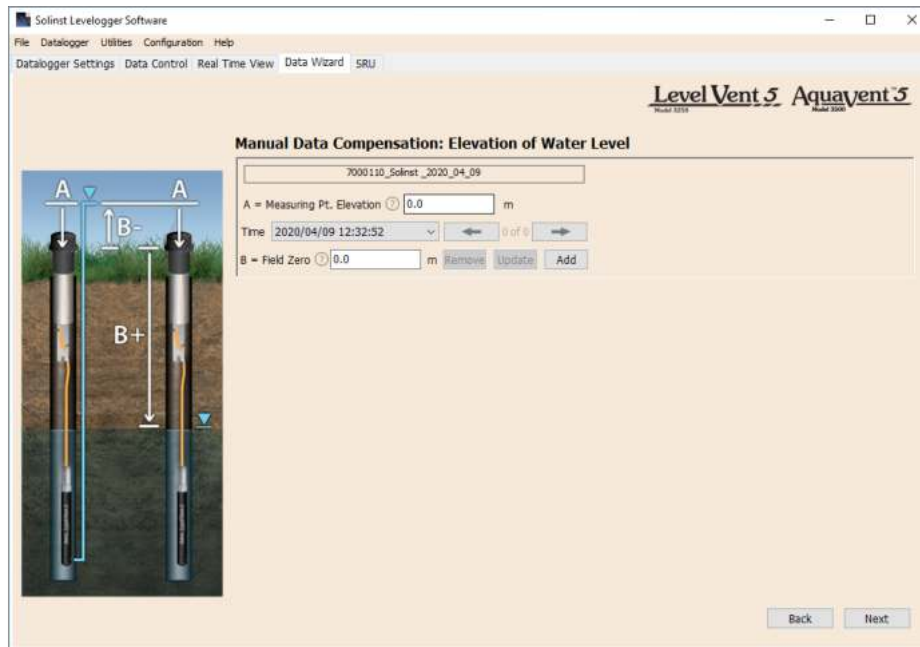 Solinst Levelogger Software
File Datalogger Utilities Configuration Help
Datalogger Settings Data Control Real Time View Data Wizard SRU
Level Vent 5 Aquavent 5
Manual Data Compensation: Elevation of Water Level
7000110_Solinst _2020_04_09
A = Measuring Pt. Elevation ? 0.0 m
Time 2020/04/09 12:32:52 0 of 0
B = Field Zero ? 0.0 m Remove Update Add
A A
B-
B+
Back Next